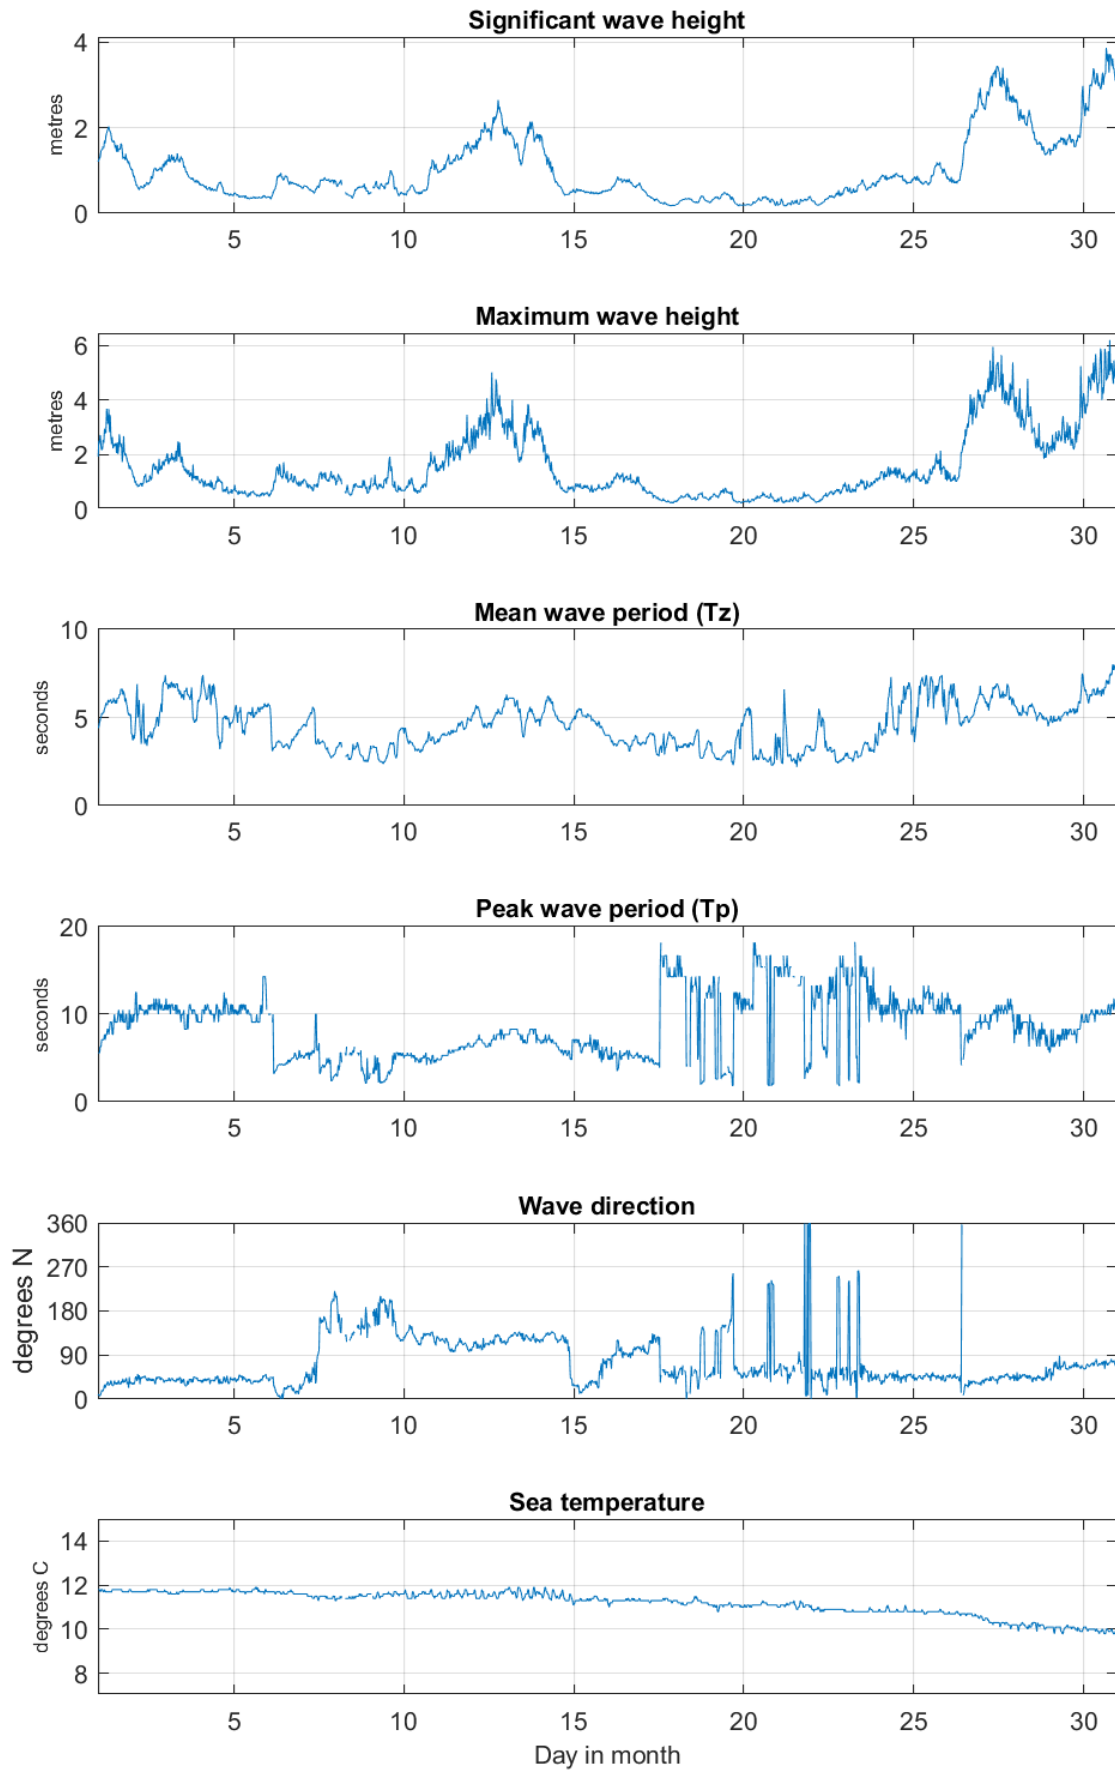 Significant wave height
4
2
0
metres
5 10 15 20 25 30
Maximum wave height
6
4
2
0
metres
5 10 15 20 25 30
Mean wave period (Tz)
10
5
0
seconds
5 10 15 20 25 30
Peak wave period (Tp)
20
10
0
seconds
5 10 15 20 25 30
Wave direction
360
270
180
90
0
degrees N
5 10 15 20 25 30
Sea temperature
14
12
10
8
degrees C
5 10 15 20 25 30
Day in month